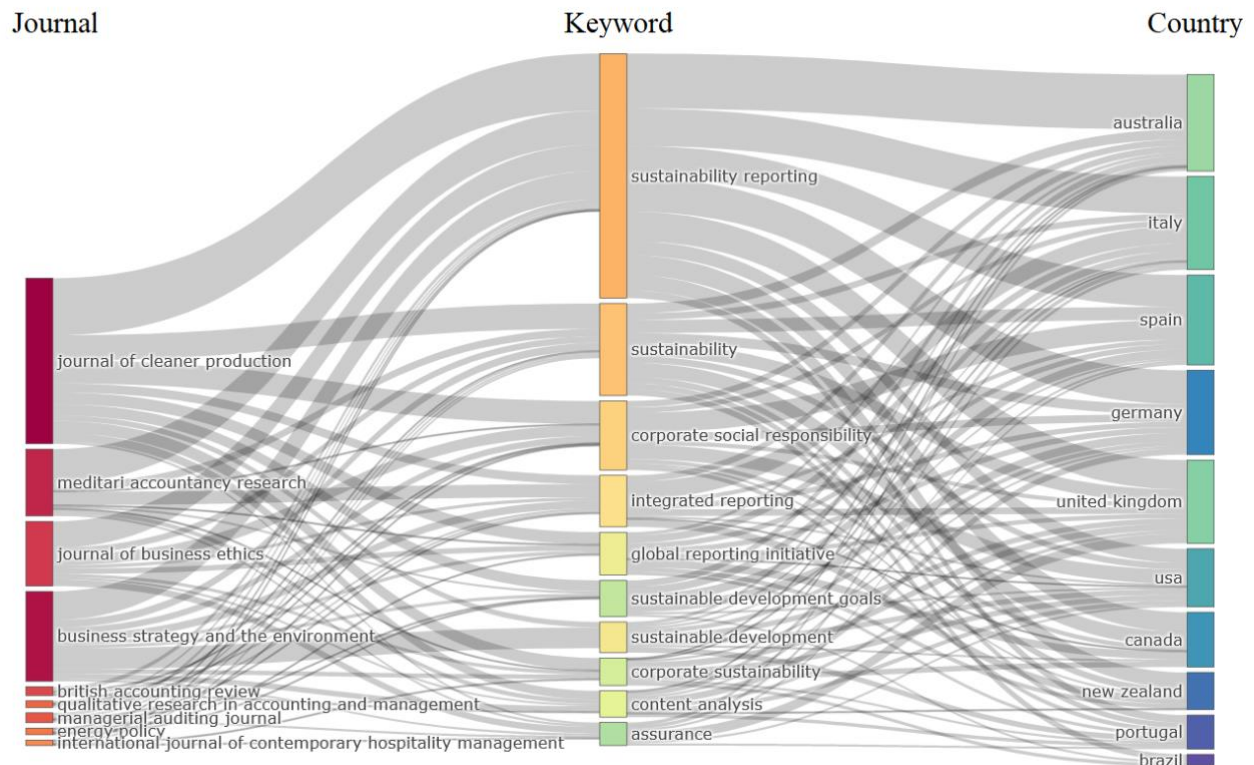 Journal
Keyword
Country
journal of cleaner production
meditari accountancy research
journal of business ethics
business strategy and the environment
british accounting review
qualitative research in accounting and management
managerial auditing journal
energy policy
international journal of contemporary hospitality management
sustainability reporting
sustainability
corporate social responsibility
integrated reporting
global reporting initiative
sustainable development goals
sustainable development
corporate sustainability
content analysis
assurance
australia
italy
spain
germany
united kingdom
usa
canada
new zealand
portugal
brazil